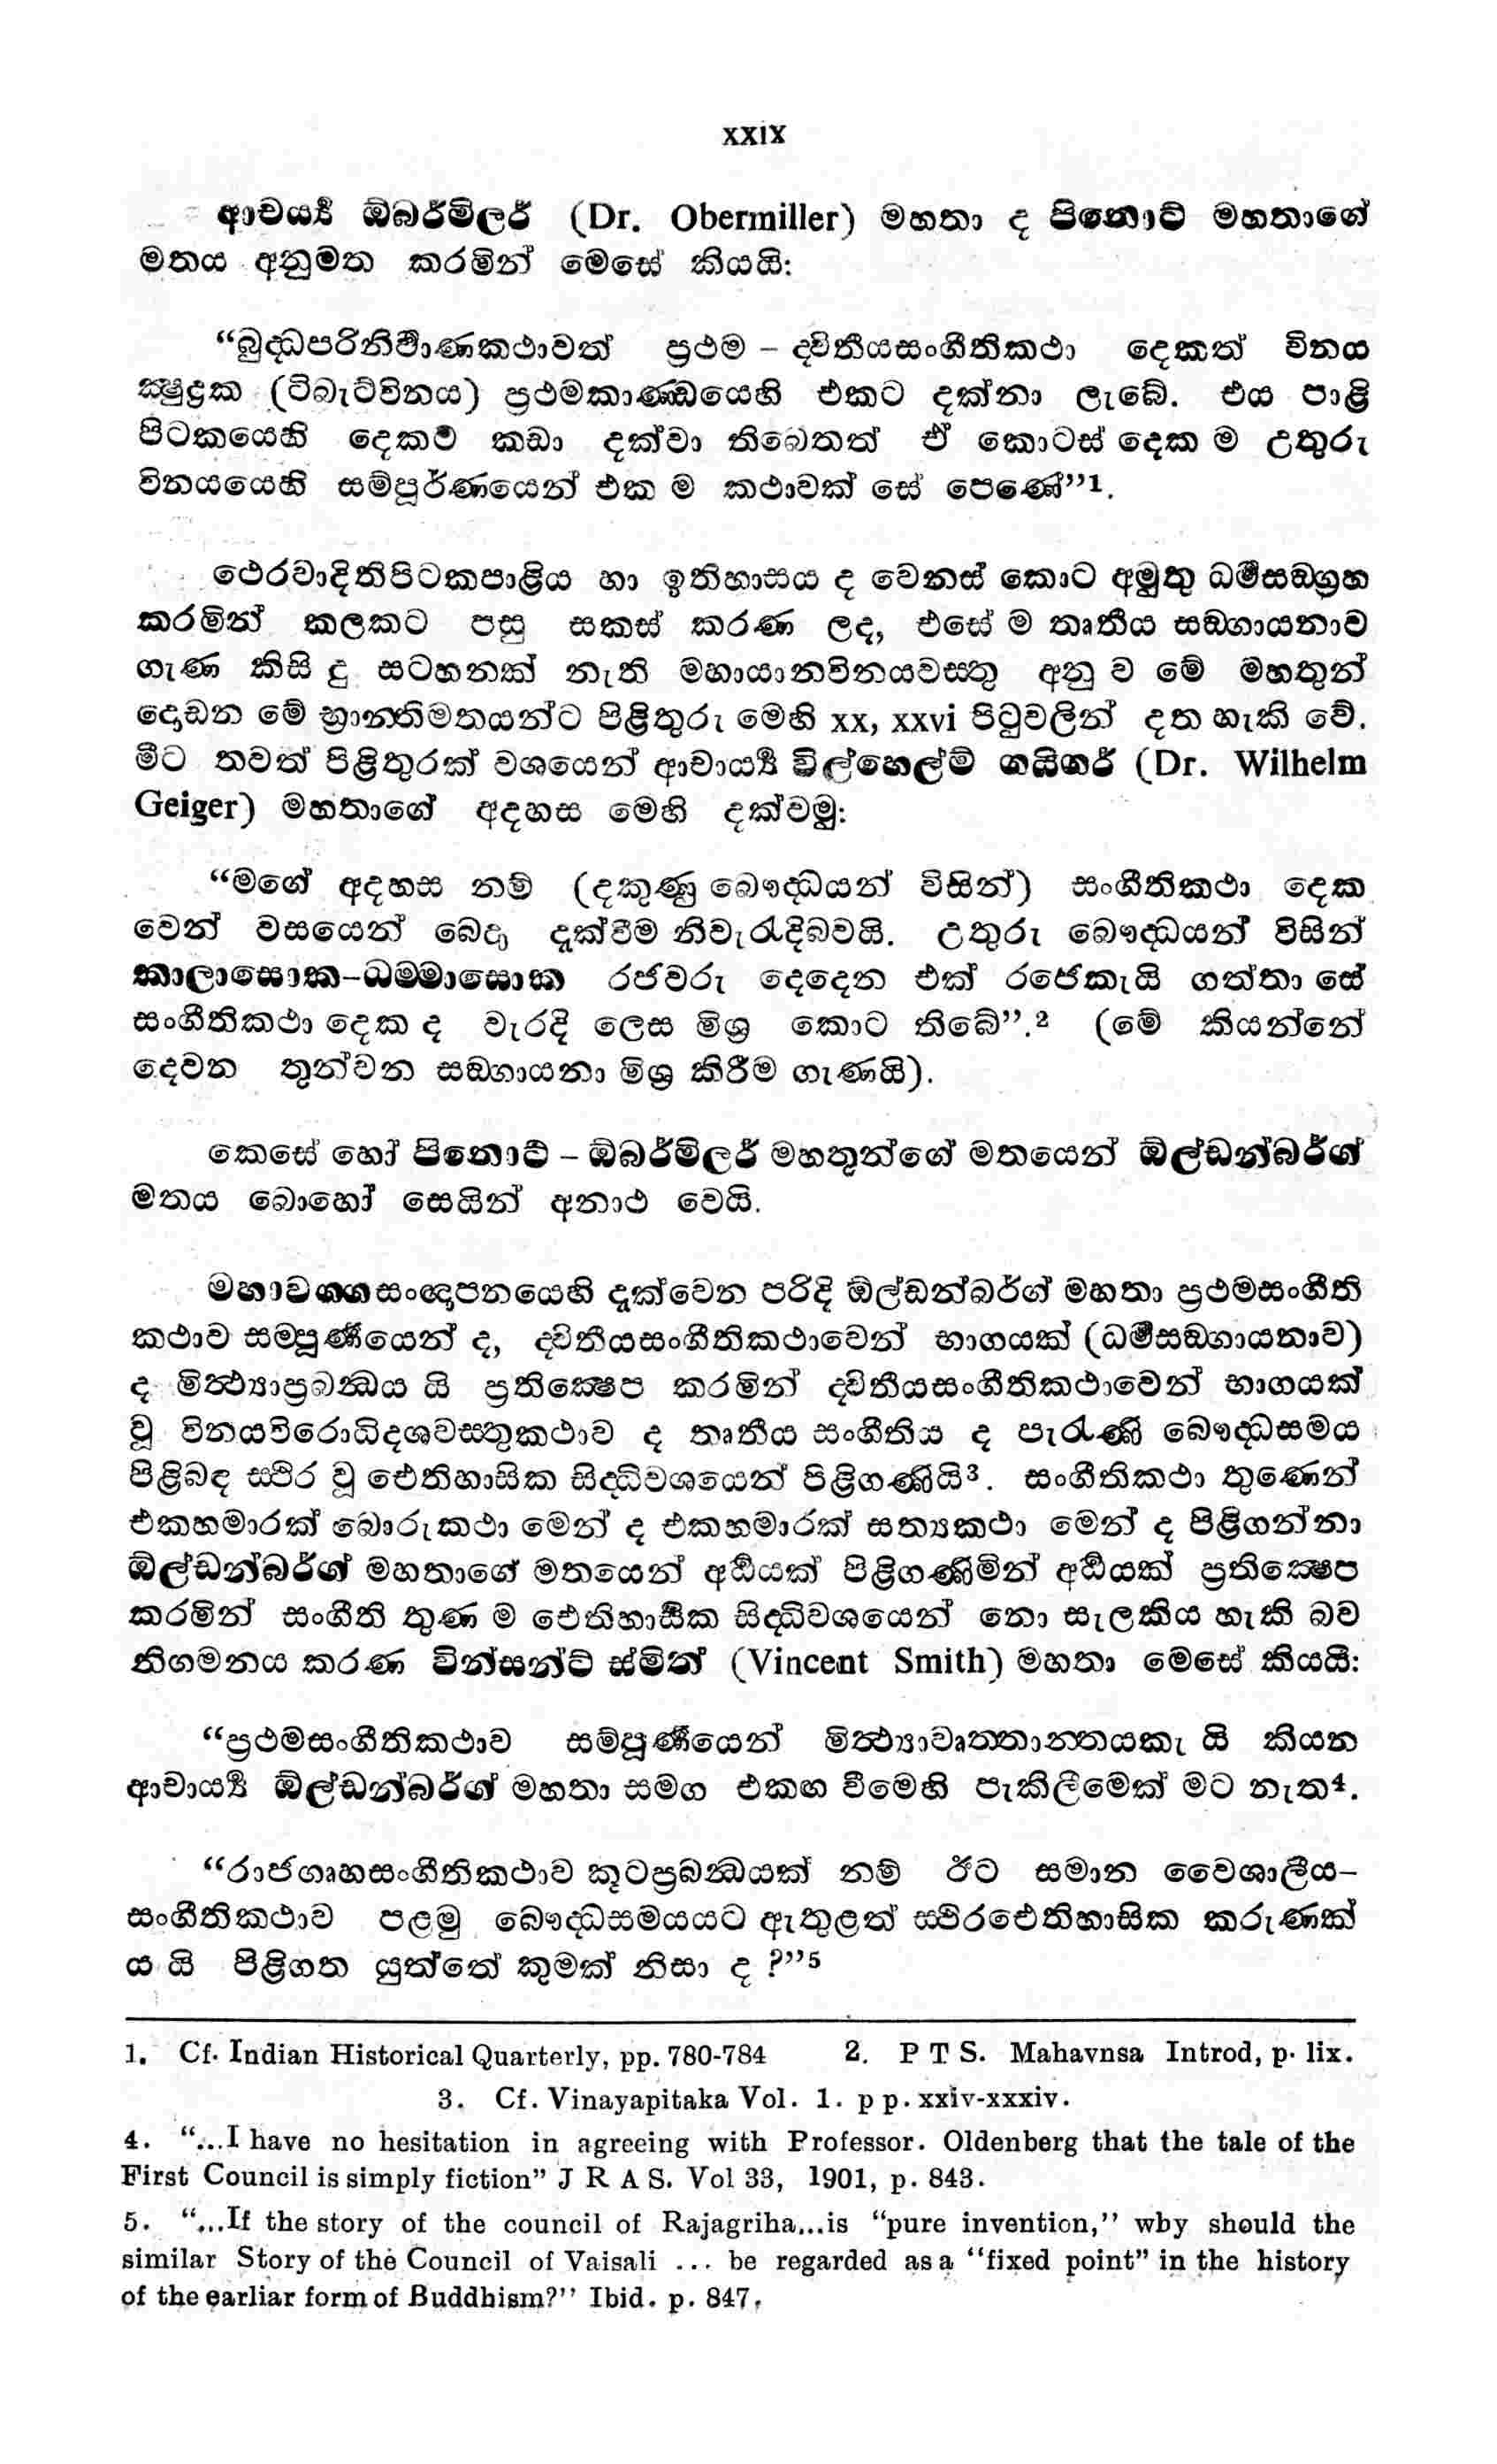 xxix
ආචර්‍ය්‍ය ඕබර්මිලර් (Dr. Obermiller) මහතා ද පිනොට් මහතාගේ
මතය අනුමත කරමින් මෙසේ කියයි:
“බුද්ධපරිනිර්‍වාණකථාවත් ප්‍රථම – ද්විතීයසංගීතිකථා දෙකත් විනය
ක්‍ෂුද්‍රක (ටිබැට්විනය) ප්‍රථමකාණ්ඩයෙහි එකට දක්නා ලැබේ. එය පාළි
පිටකයෙහි දෙකට කඩා දක්වා තිබෙතත් ඒ කොටස් දෙක ම උතුරු
විනයයෙහි සම්පූර්ණයෙන් එක ම කථාවක් සේ පෙණේ”1.
ථෙරවාදිතිපිටකපාළිය හා ඉතිහාසය ද වෙනස් කොට අමුතු ධර්‍මසඞ්ග්‍රහ
කරමින් කලකට පසු සකස් කරණ ලද, එසේ ම තෘතීය සඞ්ගායනාව
ගැණ කිසි දු සටහනක් නැති මහායානවිනයවස්තු අනු ව මේ මහතුන්
දොඩන මේ භ්‍රාන්තිමතයන්ට පිළිතුරු මෙහි xx, xxvi පිටුවලින් දත හැකි වේ.
මීට තවත් පිළිතුරක් වශයෙන් ආචාර්‍ය්‍ය විල්හෙල්ම් ගයිගර් (Dr. Wilhelm
Geiger) මහතාගේ අදහස මෙහි දක්වමු:
“මගේ අදහස නම් (දකුණු බෞද්ධයන් විසින්) සංගීතිකථා දෙක
වෙන් වසයෙන් බෙදා දැක්වීම නිවැරැදිබවයි. උතුරු බෞද්ධයන් විසින්
කාලාසොක–ධම්මාසොක රජවරු දෙදෙන එක් රජෙකැයි ගත්තා සේ
සංගීතිකථා දෙක ද වැරදි ලෙස මිශ්‍ර කොට තිබේ”.2 (මේ කියන්නේ
දෙවන තුන්වන සඞ්ගායනා මිශ්‍ර කිරීම ගැණයි).
කෙසේ හෝ පිනොට් – ඕබර්මිලර් මහතුන්ගේ මතයෙන් ඕල්ඩන්බර්ග්
මතය බොහෝ සෙයින් අනාථ වෙයි.
මහාවග්ගසංඥාපනයෙහි දැක්වෙන පරිදි ඕල්ඩන්බර්ග් මහතා ප්‍රථමසංගීති
කථාව සම්පූර්‍ණයෙන් ද, ද්විතීයසංගීතිකථාවෙන් භාගයක් (ධර්‍මසඞ්ගායනාව)
ද මිත්‍ථ්‍යාප්‍රබන්‍ධය යි ප්‍රතික්‍ෂෙප කරමින් ද්විතීයසංගීතිකථාවෙන් භාගයක්
වූ විනයවිරොධිදශවස්තුකථාව ද තෘතීය සංගීතිය ද පැරැණි බෞද්ධසමය
පිළිබඳ ස්ථිර වූ ඓතිහාසික සිද්ධිවශයෙන් පිළිගණියි3. සංගීතිකථා තුණෙන්
එකහමාරක් බොරුකථා මෙන් ද එකහමාරක් සත්‍යකථා මෙන් ද පිළිගන්නා
ඕල්ඩන්බර්ග් මහතාගේ මතයෙන් අර්‍ධයක් පිළිගණිමින් අර්‍ධයක් ප්‍රතික්‍ෂෙප
කරමින් සංගීති තුණ ම ඓතිහාසික සිද්ධිවශයෙන් නො සැලකිය හැකි බව
නිගමනය කරණ වින්සන්ට් ස්මිත් (Vincent Smith) මහතා මෙසේ කියයි:
“ප්‍රථමසංගීතිකථාව සම්පූර්‍ණයෙන් මිත්‍ථ්‍යාවෘත්තාන්තයකැ යි කියන
ආචාර්‍ය්‍ය ඕල්ඩන්බර්ග් මහතා සමග එකඟ වීමෙහි පැකිලීමෙක් මට නැත4.
“රාජගෘහසංගීතිකථාව කූටප්‍රබන්‍ධයක් නම් ඊට සමාන වෛශාලීය–
සංගීතිකථාව පළමු බෞද්ධසමයයට ඇතුළත් ස්ථිරඓතිහාසික කරුණක්
ය යි පිළිගත යුත්තේ කුමක් නිසා ද ?”5
1. Cf. Indian Historical Quarterly, pp. 780-784 2. P T S. Mahavnsa Introd, p. lix.
3. Cf. Vinayapitaka Vol. 1. p p. xxiv-xxxiv.
4. “...I have no hesitation in agreeing with Professor. Oldenberg that the tale of the
First Council is simply fiction” J R A S. Vol 33, 1901, p. 843.
5. “...If the story of the council of Rajagriha...is “pure invention,’’ why should the
similar Story of the Council of Vaisali ... be regarded as a “fixed point” in the history
of the earliar form of Buddhism?’’ Ibid. p. 847.